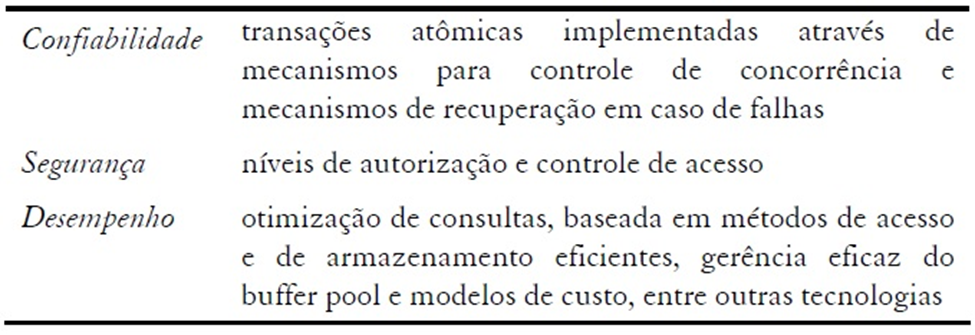 Confiabilidade transações atômicas implementadas através de
mecanismos para controle de concorrência e
mecanismos de recuperação em caso de falhas
Segurança níveis de autorização e controle de acesso
Desempenho otimização de consultas, baseada em métodos de acesso
e de armazenamento eficientes, gerência eficaz do
buffer pool e modelos de custo, entre outras tecnologias